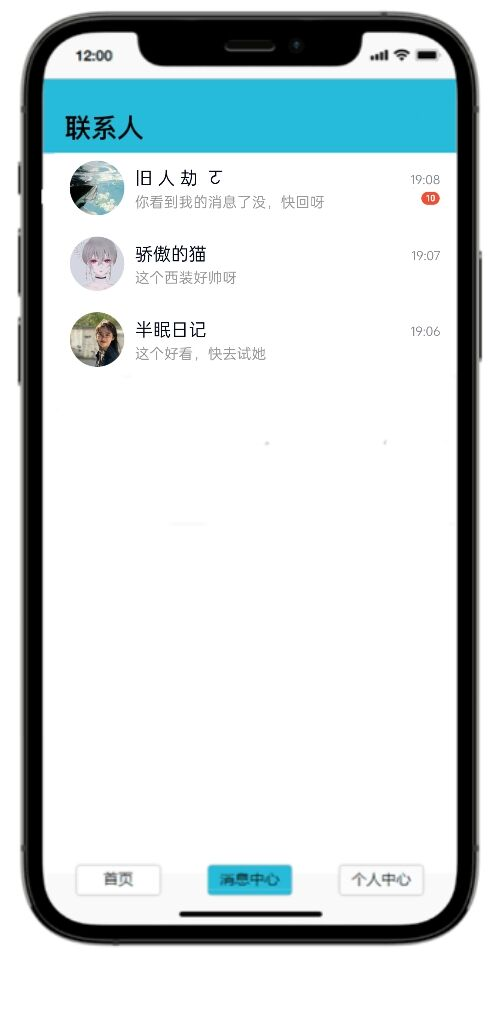 12:00
联系人
旧人劫 ꇄ 19:08
你看到我的消息了没，快回呀 10
骄傲的猫 19:07
这个西装好帅呀
半眠日记 19:06
这个好看，快去试她
首页 消息中心 个人中心